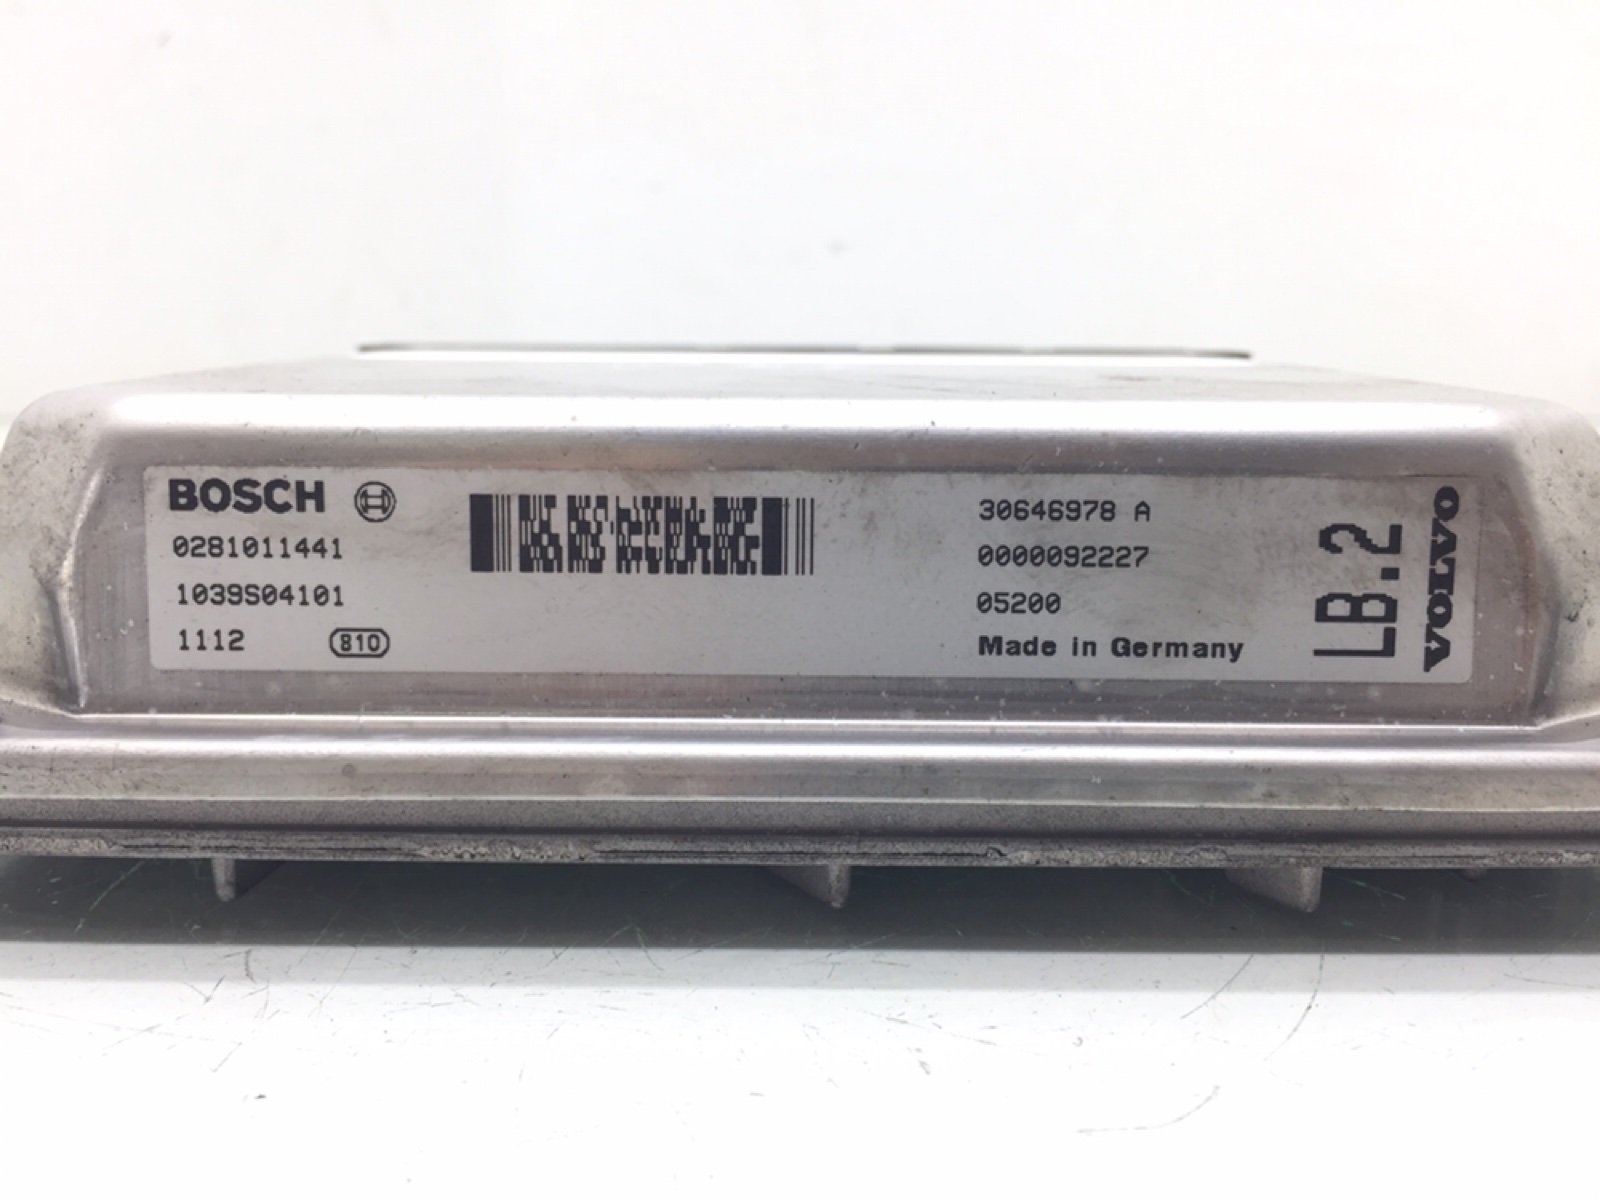 BOSCH
0281011441
1039S04101
1112 810
30646978 A
0000092227
05200
Made in Germany
LB.2
VOLVO